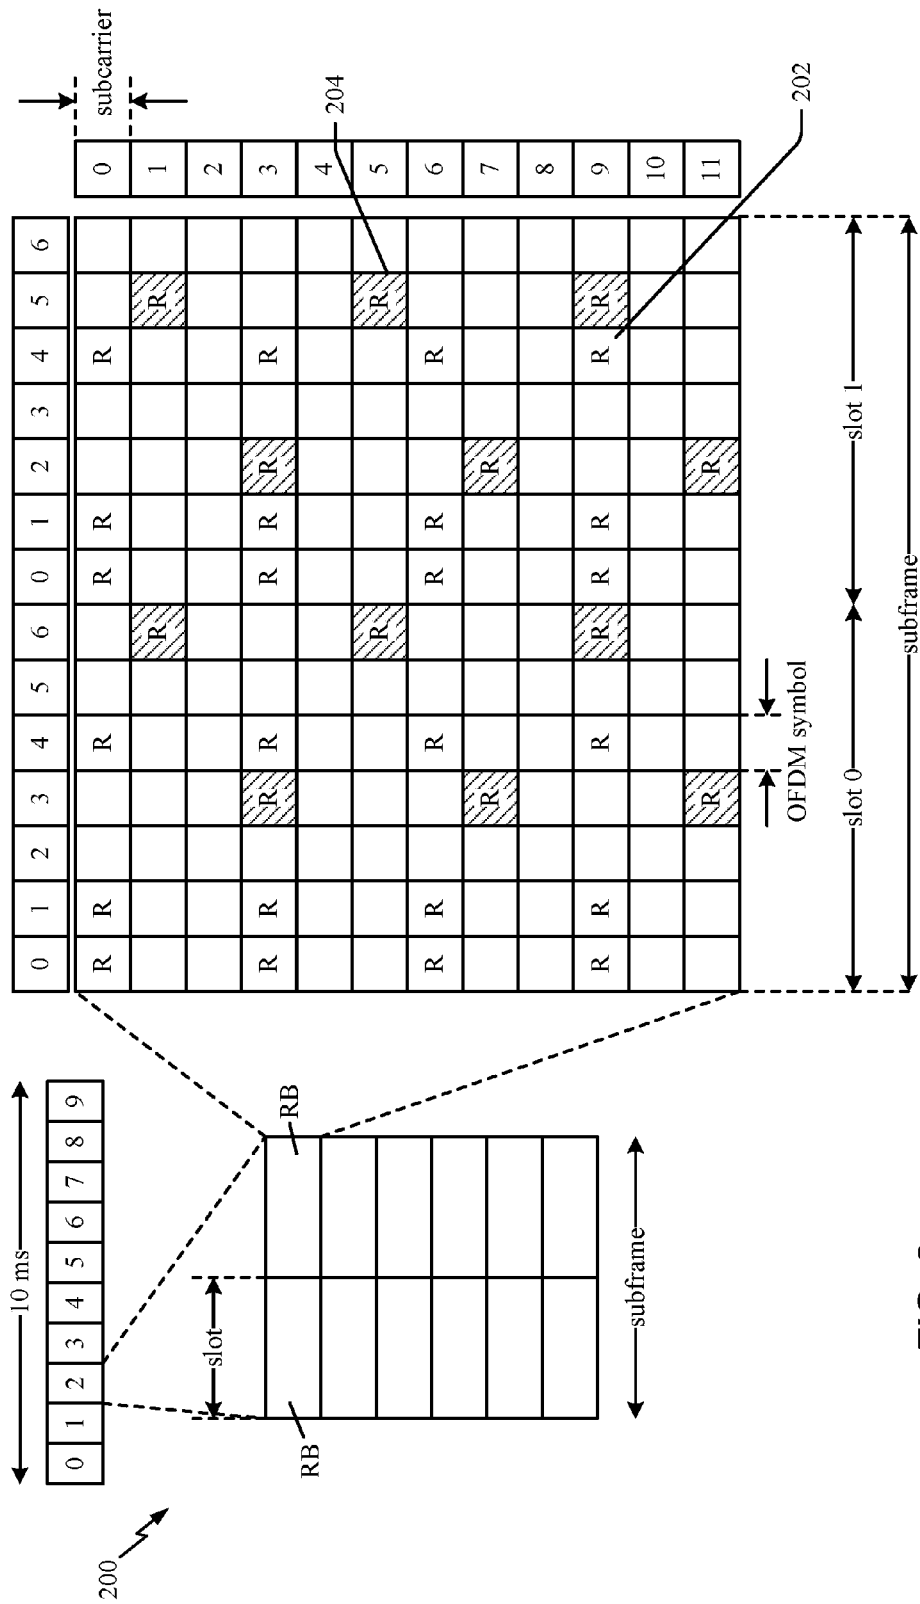 200
10 ms
0 1 2 3 4 5 6 7 8 9
slot
RB
RB
subframe
0 1 2 3 4 5 6 0 1 2 3 4 5 6
subcarrier
R R R R R R 0
R R 1
2
R R R R R R R R 3
4
R R 5
R R R R R R 6
R R 7
8
R R R R R R R R 9
10
R R 11
204
202
OFDM symbol
slot 0
slot 1
subframe